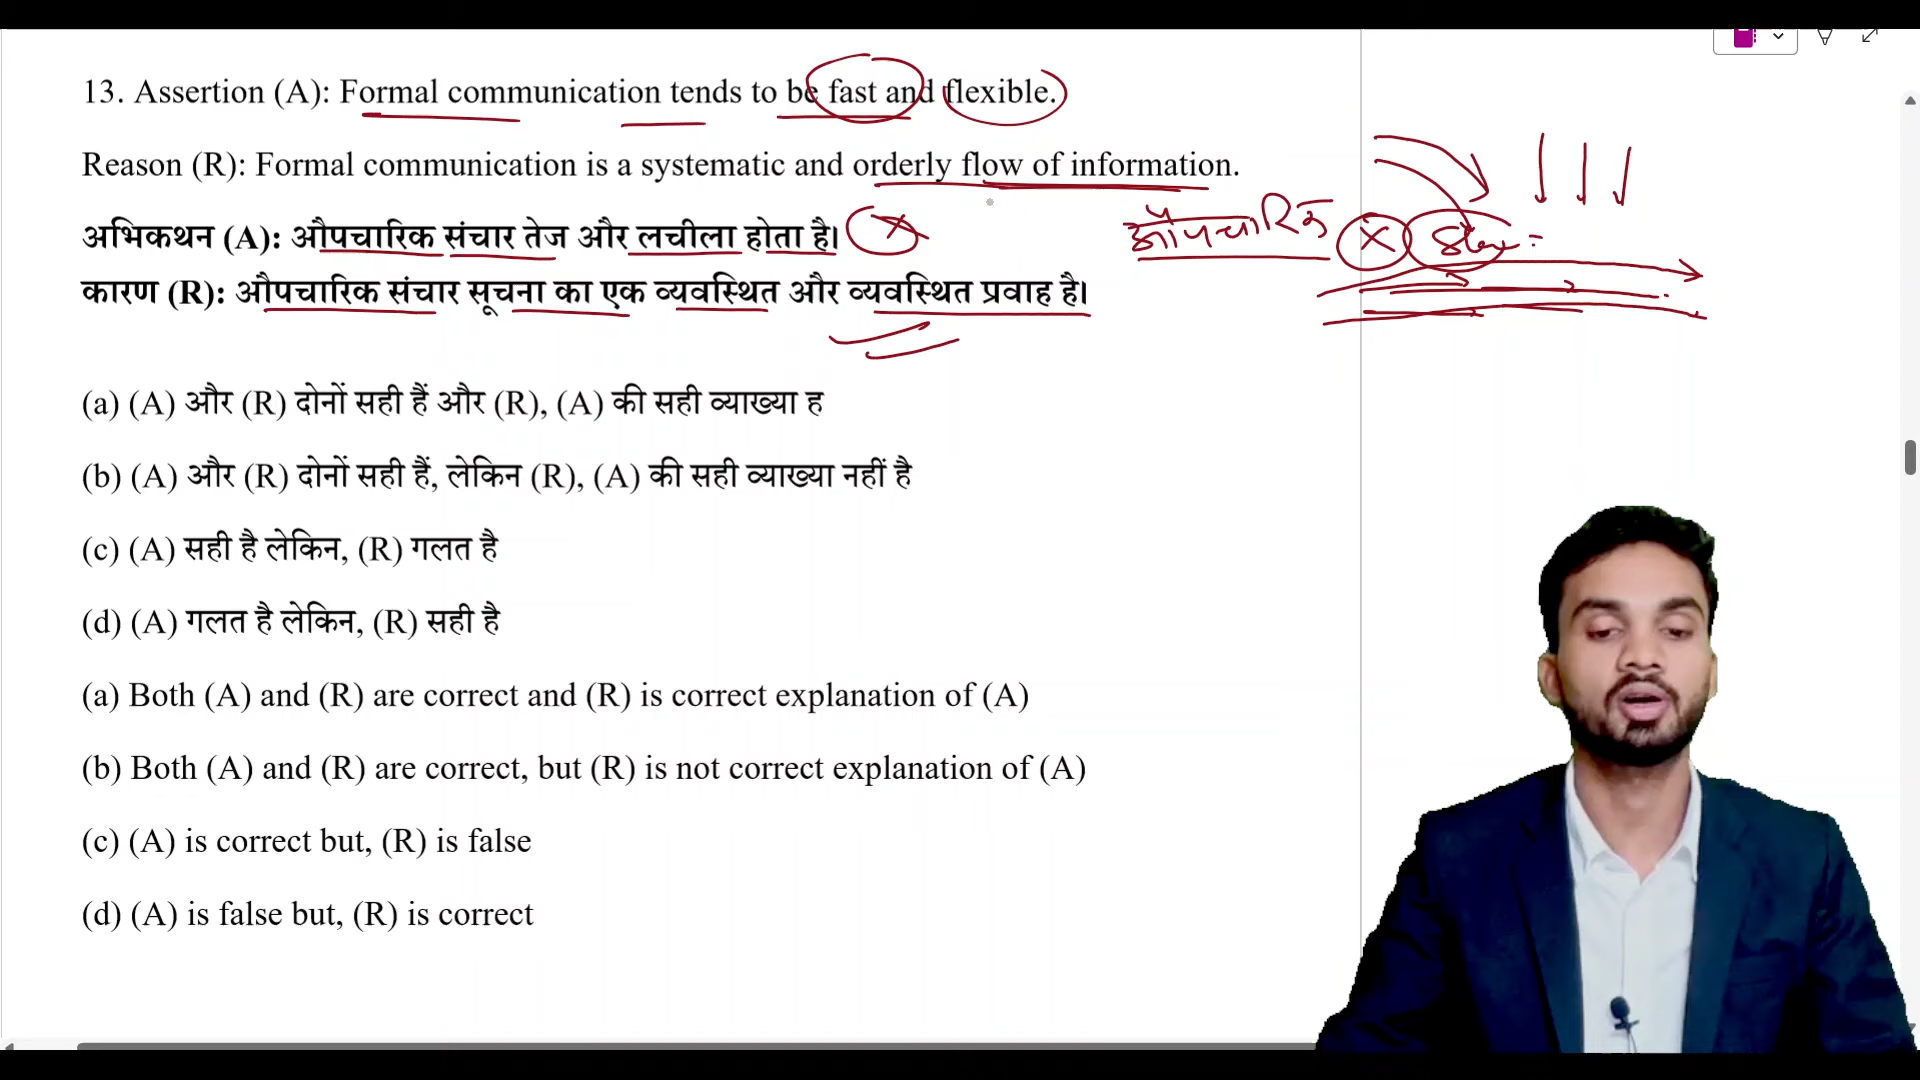 13. Assertion (A): Formal communication tends to be fast and flexible.
Reason (R): Formal communication is a systematic and orderly flow of information.
अभिकथन (A): औपचारिक संचार तेज और लचीला होता है।
औपचारिक
कारण (R): औपचारिक संचार सूचना का एक व्यवस्थित और व्यवस्थित प्रवाह है।
(a) (A) और (R) दोनों सही हैं और (R), (A) की सही व्याख्या ह
(b) (A) और (R) दोनों सही हैं, लेकिन (R), (A) की सही व्याख्या नहीं है
(c) (A) सही है लेकिन, (R) गलत है
(d) (A) गलत है लेकिन, (R) सही है
(a) Both (A) and (R) are correct and (R) is correct explanation of (A)
(b) Both (A) and (R) are correct, but (R) is not correct explanation of (A)
(c) (A) is correct but, (R) is false
(d) (A) is false but, (R) is correct